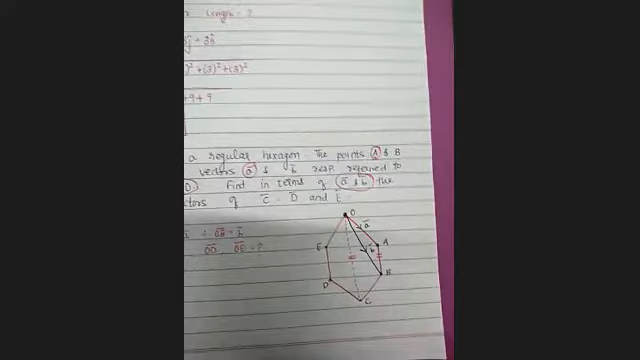 length = ?
+ 3k̄
)² + (3)² + (3)²
+ 9 + 9
a regular hexagon. The points A & B
vectors ā & b̄ resp. referred to
Find in terms of ā & b̄ the
ctors of C̄, D̄ and Ē.
& OB = b̄
OD, OE = ?
O
ā
E
A
b̄
B
D
C